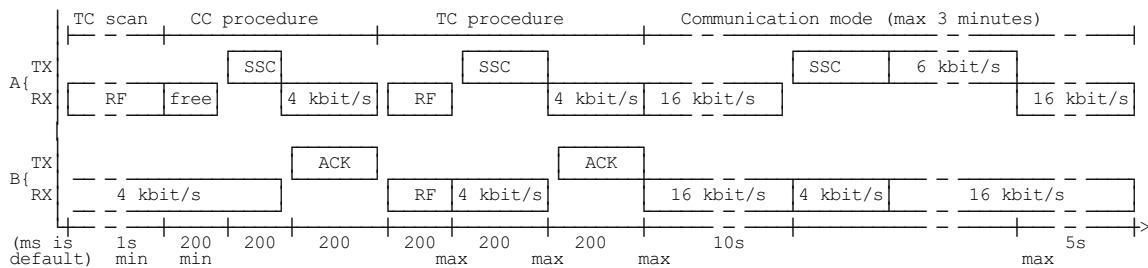 TC scan CC procedure TC procedure Communication mode (max 3 minutes)
TX SSC SSC SSC 6 kbit/s
A{
RX RF free 4 kbit/s RF 4 kbit/s 16 kbit/s 16 kbit/s
TX ACK ACK
B{
RX 4 kbit/s RF 4 kbit/s 16 kbit/s 4 kbit/s 16 kbit/s
(ms is 1s 200 200 200 200 200 200 10s 5s
default) min min max max max max